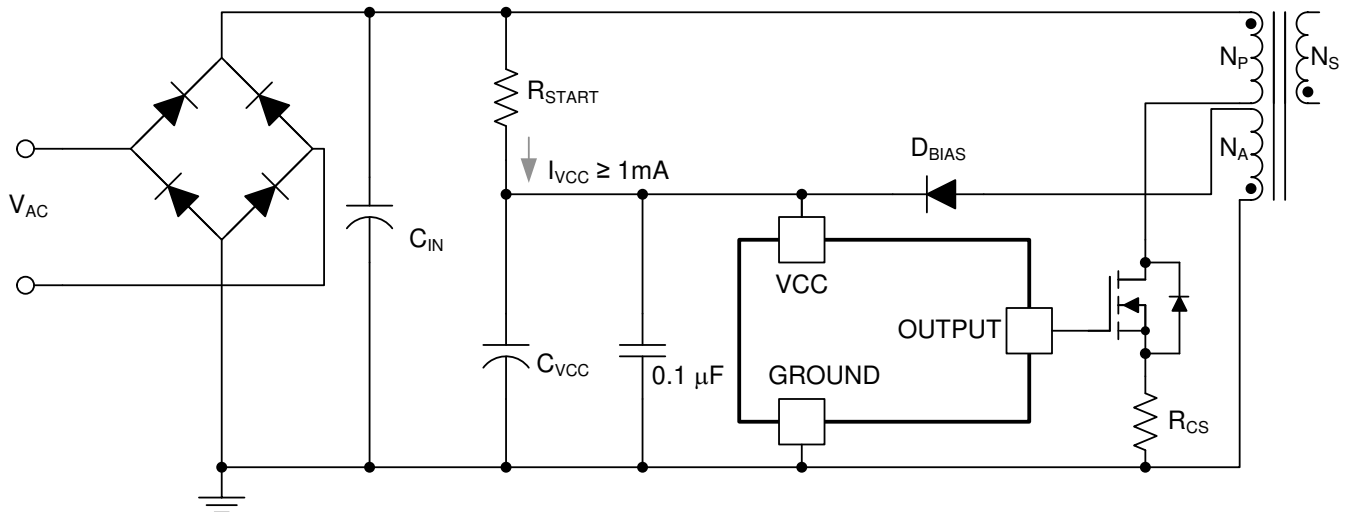 N_P
N_S
R_START
D_BIAS
N_A
I_VCC ≥ 1mA
V_AC
C_IN
VCC
OUTPUT
C_VCC
0.1 μF
GROUND
R_CS